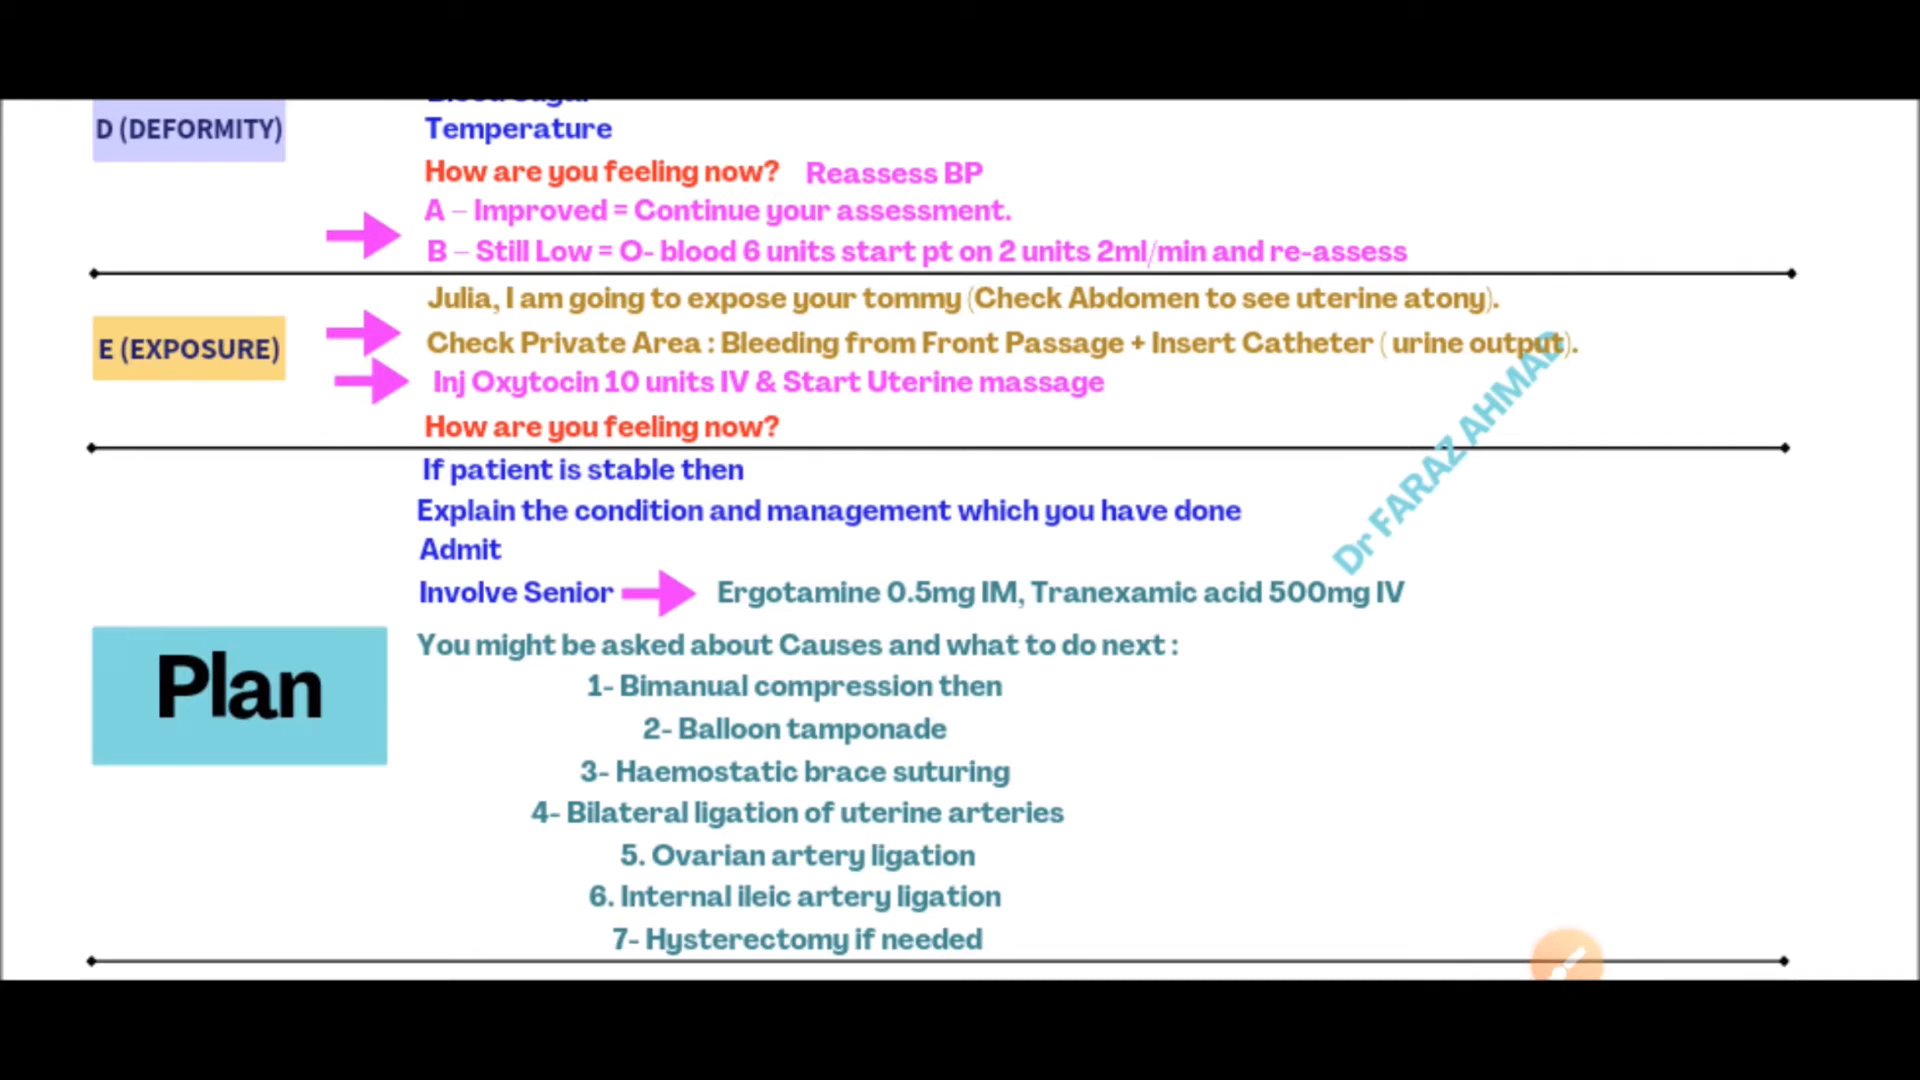 D (DEFORMITY)
Temperature
How are you feeling now? Reassess BP
A – Improved = Continue your assessment.
B – Still Low = O- blood 6 units start pt on 2 units 2ml/min and re-assess
Julia, I am going to expose your tommy (Check Abdomen to see uterine atony).
E (EXPOSURE)
Check Private Area : Bleeding from Front Passage + Insert Catheter ( urine output).
Inj Oxytocin 10 units IV & Start Uterine massage
How are you feeling now?
Dr FARAZ AHMAD
If patient is stable then
Explain the condition and management which you have done
Admit
Involve Senior Ergotamine 0.5mg IM, Tranexamic acid 500mg IV
Plan
You might be asked about Causes and what to do next :
1- Bimanual compression then
2- Balloon tamponade
3- Haemostatic brace suturing
4- Bilateral ligation of uterine arteries
5. Ovarian artery ligation
6. Internal ileic artery ligation
7- Hysterectomy if needed